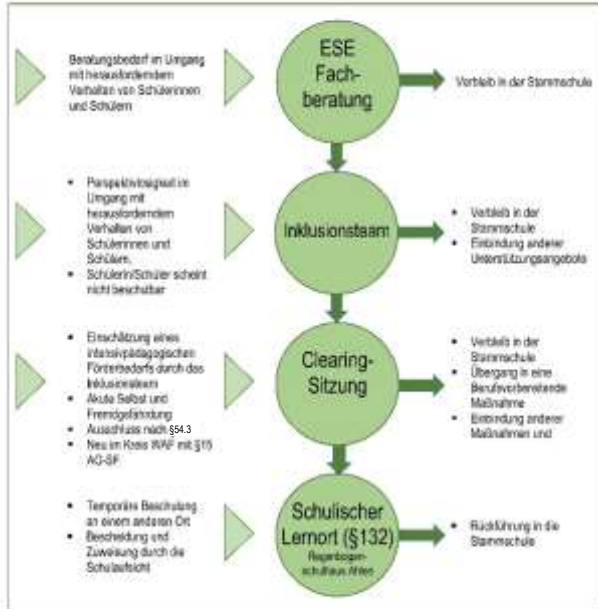 Beratungsbedarf im Umgang
mit herausforderndem
Verhalten von Schülerinnen
und Schülern
ESE
Fach-
beratung
Verbleib in der Stammschule
• Perspektivlosigkeit im
Umgang mit
herausforderndem
Verhalten von
Schülerinnen und
Schülern,
• Schülerin/Schüler scheint
nicht beschulbar
Inklusionsteam
• Verbleib in der
Stammschule
• Einbindung anderer
Unterstützungsangebote
• Einschätzung eines
intensivpädagogischen
Förderbedarfs durch das
Inklusionsteam
• Akute Selbst und
Fremdgefährdung
• Ausschluss nach §54.3
• Neu im Kreis WAF mit §15
AO-SF
Clearing-
Sitzung
• Verbleib in der
Stammschule
• Übergang in eine
Berufsvorbereitende
Maßnahme
• Einbindung anderer
Maßnahmen und
• Temporäre Beschulung
an einem anderen Ort
• Bescheidung und
Zuweisung durch die
Schulaufsicht
Schulischer
Lernort (§132)
Regenbogen-
schulhaus Ahlen
• Rückführung in die
Stammschule